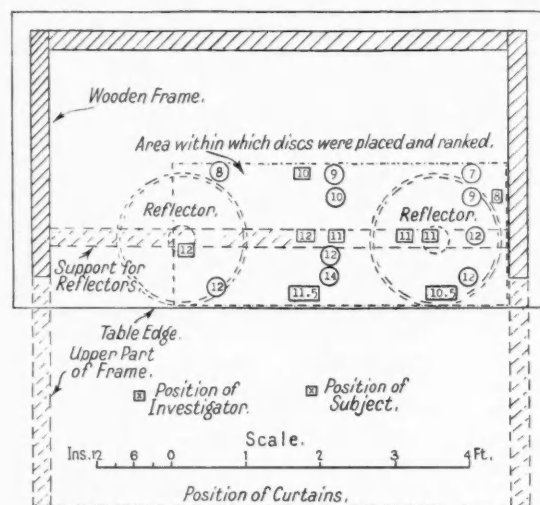 Wooden Frame.
Area within which discs were placed and ranked.
8 10 9 7
10 9 8
Reflector. Reflector.
12 12 11 11 11 12
12
Support for
Reflectors
12 14 12
11.5 10.5
Table Edge.
Upper Part
of Frame.
x Position of
Investigator.
x Position of
Subject.
Scale.
Ins. 12 6 0 1 2 3 4 Ft.
Position of Curtains.